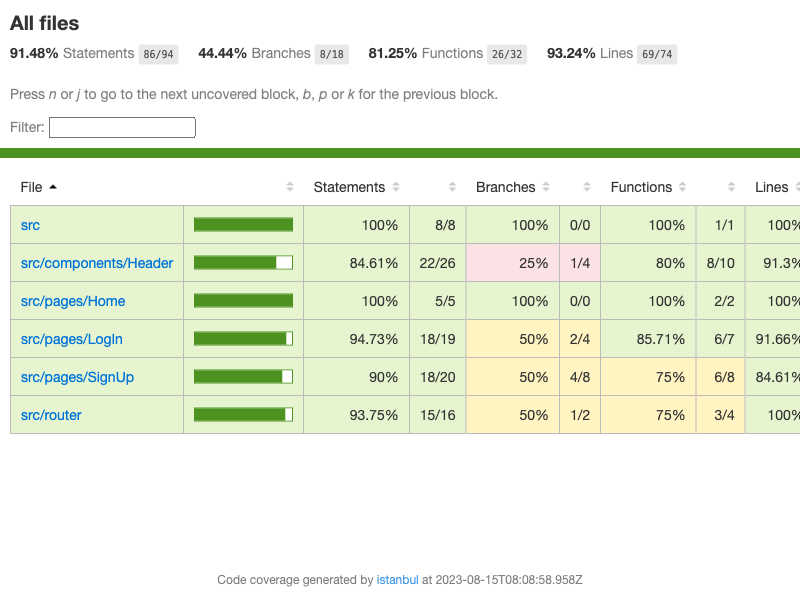 All files
91.48% Statements 86/94 44.44% Branches 8/18 81.25% Functions 26/32 93.24% Lines 69/74
Press n or j to go to the next uncovered block, b, p or k for the previous block.
Filter:
File Statements Branches Functions Lines
src 100% 8/8 100% 0/0 100% 1/1 100%
src/components/Header 84.61% 22/26 25% 1/4 80% 8/10 91.3%
src/pages/Home 100% 5/5 100% 0/0 100% 2/2 100%
src/pages/LogIn 94.73% 18/19 50% 2/4 85.71% 6/7 91.66%
src/pages/SignUp 90% 18/20 50% 4/8 75% 6/8 84.61%
src/router 93.75% 15/16 50% 1/2 75% 3/4 100%
Code coverage generated by istanbul at 2023-08-15T08:08:58.958Z